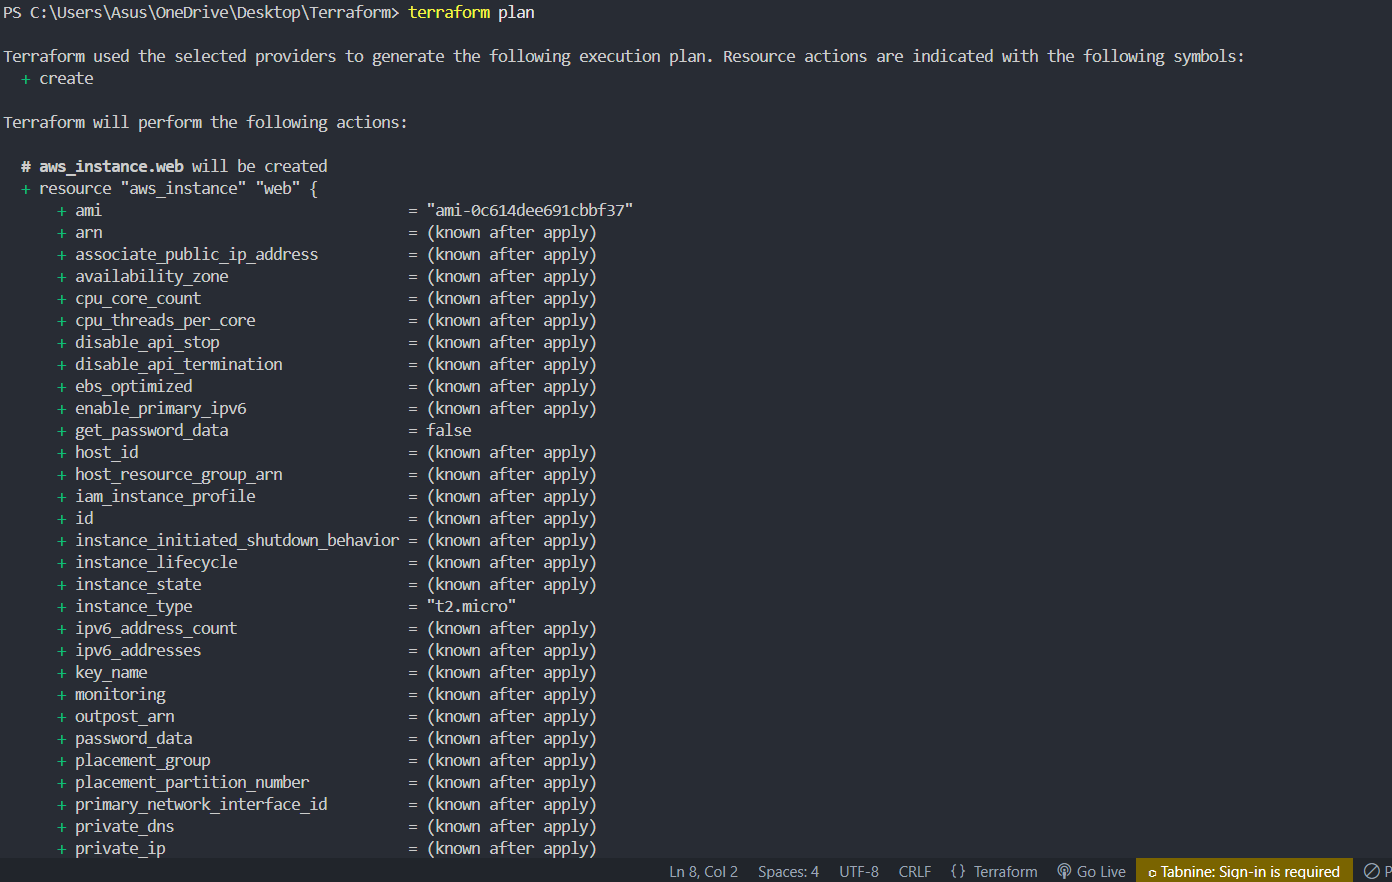 PS C:\Users\Asus\OneDrive\Desktop\Terraform> terraform plan
Terraform used the selected providers to generate the following execution plan. Resource actions are indicated with the following symbols:
+ create
Terraform will perform the following actions:
# aws_instance.web will be created
+ resource "aws_instance" "web" {
+ ami = "ami-0c614dee691cbbf37"
+ arn = (known after apply)
+ associate_public_ip_address = (known after apply)
+ availability_zone = (known after apply)
+ cpu_core_count = (known after apply)
+ cpu_threads_per_core = (known after apply)
+ disable_api_stop = (known after apply)
+ disable_api_termination = (known after apply)
+ ebs_optimized = (known after apply)
+ enable_primary_ipv6 = (known after apply)
+ get_password_data = false
+ host_id = (known after apply)
+ host_resource_group_arn = (known after apply)
+ iam_instance_profile = (known after apply)
+ id = (known after apply)
+ instance_initiated_shutdown_behavior = (known after apply)
+ instance_lifecycle = (known after apply)
+ instance_state = (known after apply)
+ instance_type = "t2.micro"
+ ipv6_address_count = (known after apply)
+ ipv6_addresses = (known after apply)
+ key_name = (known after apply)
+ monitoring = (known after apply)
+ outpost_arn = (known after apply)
+ password_data = (known after apply)
+ placement_group = (known after apply)
+ placement_partition_number = (known after apply)
+ primary_network_interface_id = (known after apply)
+ private_dns = (known after apply)
+ private_ip = (known after apply)
Ln 8, Col 2 Spaces: 4 UTF-8 CRLF {} Terraform Go Live Tabnine: Sign-in is required P